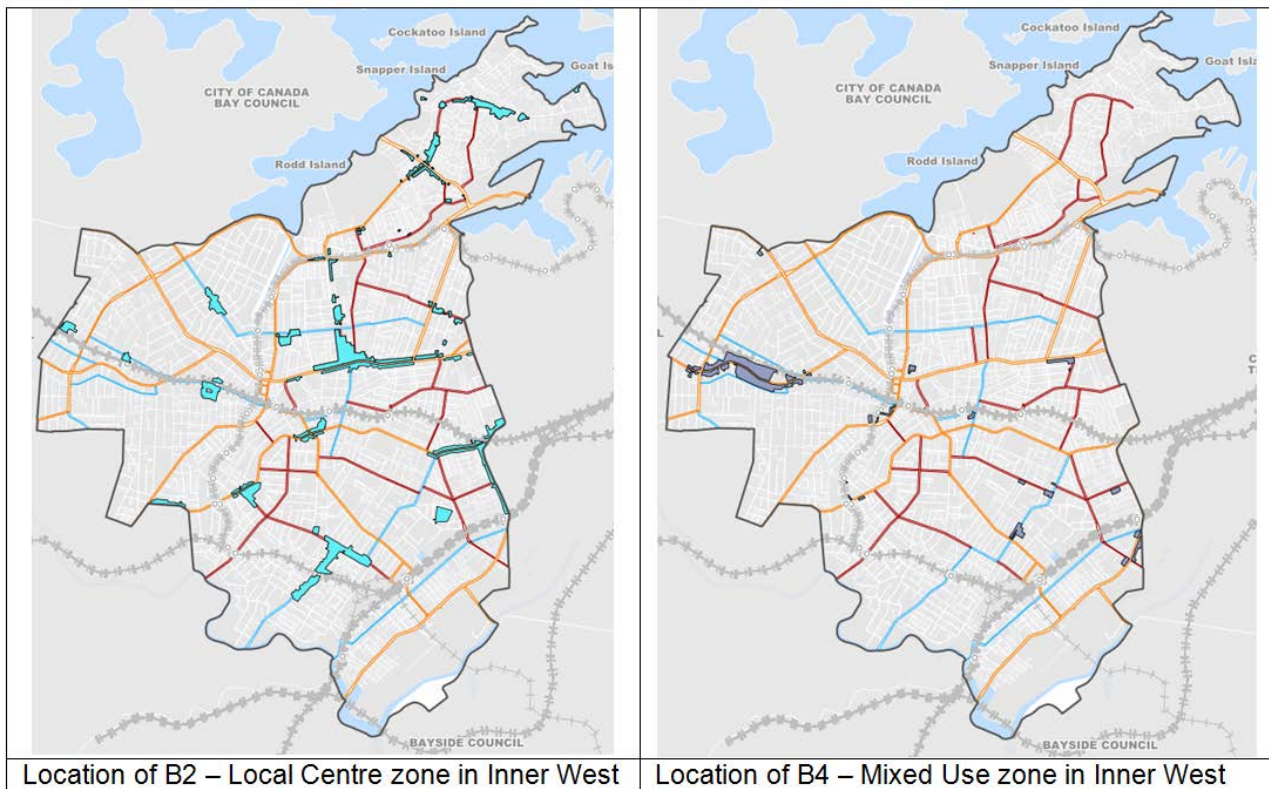 Cockatoo Island
Snapper Island
Goat Is
CITY OF CANADA
BAY COUNCIL
Rodd Island
BAYSIDE COUNCIL
Location of B2 – Local Centre zone in Inner West
Cockatoo Island
Snapper Island
Goat Isla
CITY OF CANADA
BAY COUNCIL
Rodd Island
L
C
T
BAYSIDE COUNCIL
Location of B4 – Mixed Use zone in Inner West